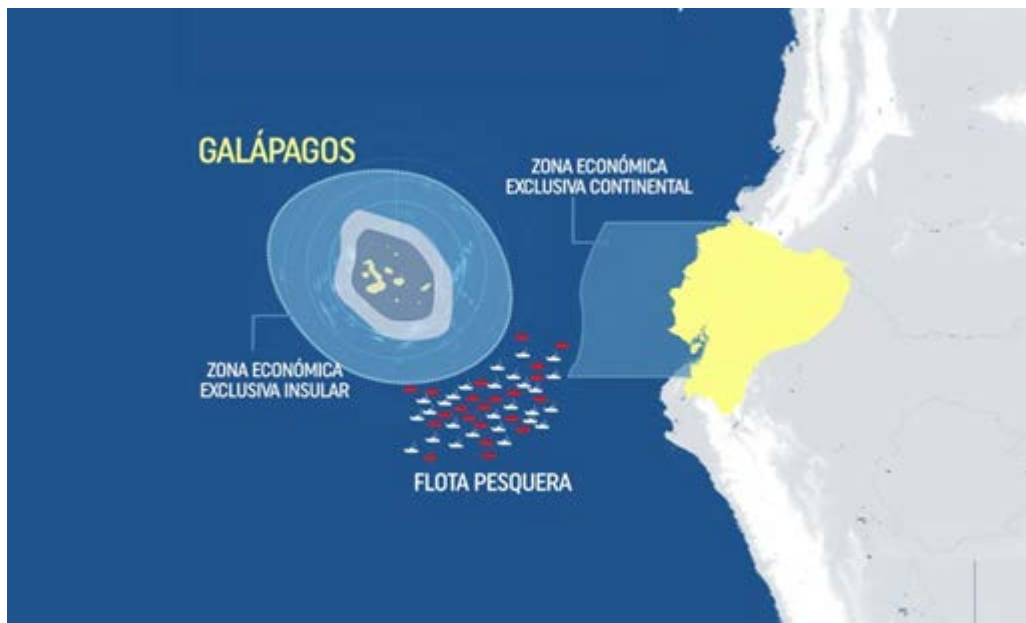 GALÁPAGOS
ZONA ECONÓMICA
EXCLUSIVA CONTINENTAL
ZONA ECONÓMICA
EXCLUSIVA INSULAR
FLOTA PESQUERA